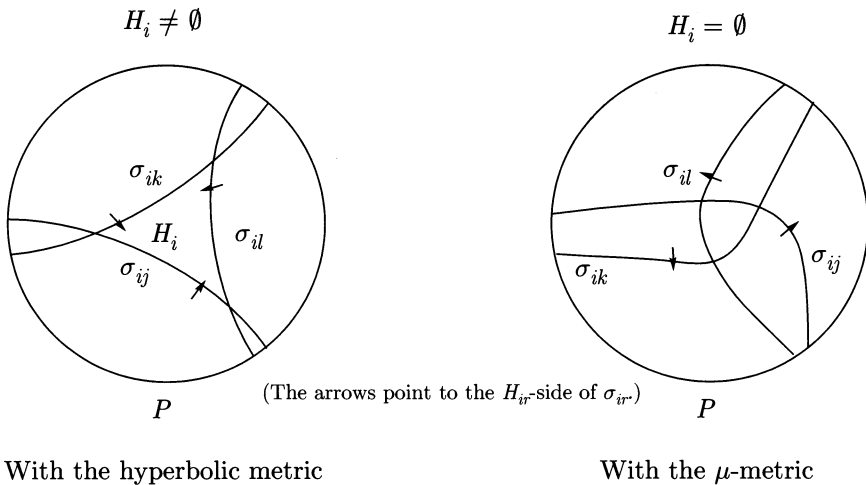 H_i ≠ ∅
H_i = ∅
σ_ik
σ_il
H_i
σ_il
σ_ij
σ_ij
σ_ik
(The arrows point to the H_ir-side of σ_ir.)
P
P
With the hyperbolic metric
With the μ-metric